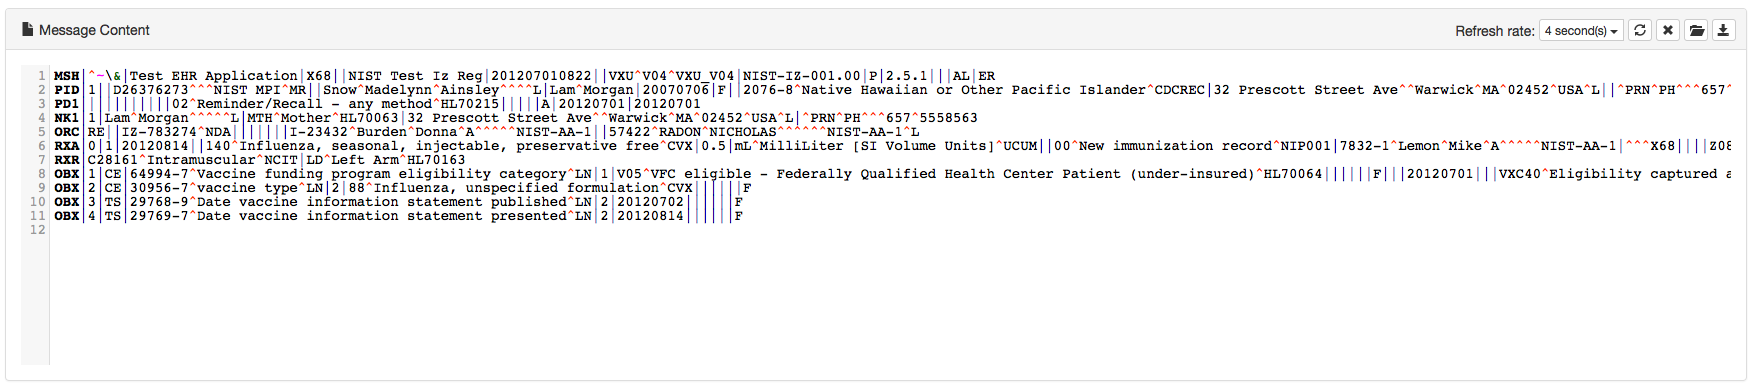 Message Content
Refresh rate: 4 second(s)
1 MSH|^~\&|Test EHR Application|X68||NIST Test Iz Reg|201207010822||VXU^V04^VXU_V04|NIST-IZ-001.00|P|2.5.1|||AL|ER
2 PID|1||D26376273^^^NIST MPI^MR||Snow^Madelynn^Ainsley^^^^L|Lam^Morgan|20070706|F||2076-8^Native Hawaiian or Other Pacific Islander^CDCREC|32 Prescott Street Ave^^Warwick^MA^02452^USA^L||^PRN^PH^^^657^
3 PD1|||||||||||02^Reminder/Recall - any method^HL70215|||||A|20120701|20120701
4 NK1|1|Lam^Morgan^^^^^L|MTH^Mother^HL70063|32 Prescott Street Ave^^Warwick^MA^02452^USA^L|^PRN^PH^^^657^5558563
5 ORC|RE||IZ-783274^NDA|||||||I-23432^Burden^Donna^A^^^^^NIST-AA-1||57422^RADON^NICHOLAS^^^^^^NIST-AA-1^L
6 RXA|0|1|20120814||140^Influenza, seasonal, injectable, preservative free^CVX|0.5|mL^MilliLiter [SI Volume Units]^UCUM||00^New immunization record^NIP001|7832-1^Lemon^Mike^A^^^^^NIST-AA-1|^^^X68||||Z08
7 RXR|C28161^Intramuscular^NCIT|LD^Left Arm^HL70163
8 OBX|1|CE|64994-7^Vaccine funding program eligibility category^LN|1|V05^VFC eligible - Federally Qualified Health Center Patient (under-insured)^HL70064||||||F|||20120701|||VXC40^Eligibility captured a
9 OBX|2|CE|30956-7^vaccine type^LN|2|88^Influenza, unspecified formulation^CVX||||||F
10 OBX|3|TS|29768-9^Date vaccine information statement published^LN|2|20120702||||||F
11 OBX|4|TS|29769-7^Date vaccine information statement presented^LN|2|20120814||||||F
12